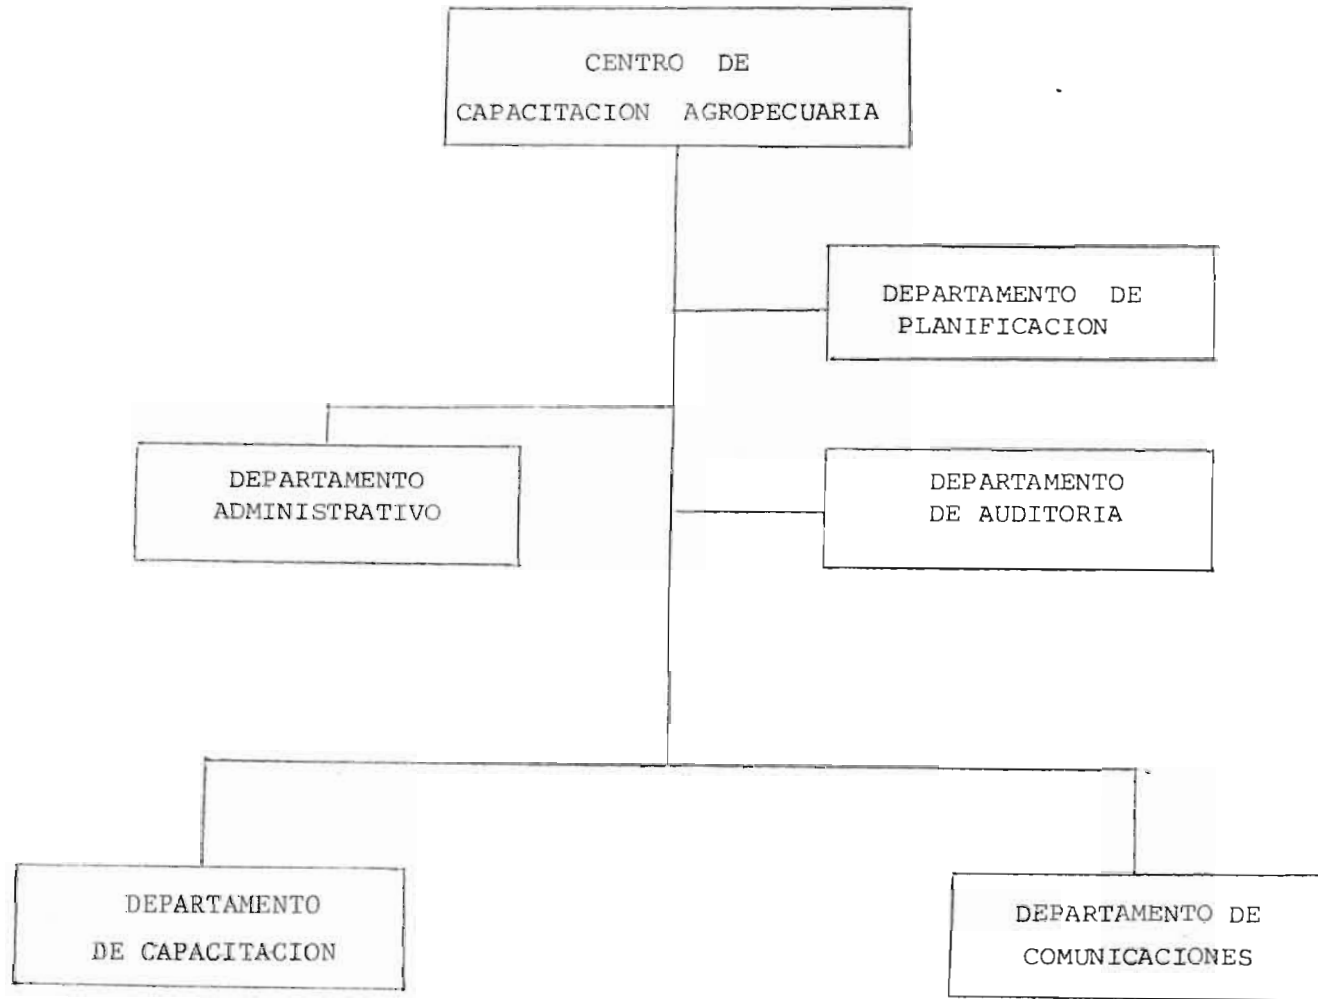 CENTRO DE
CAPACITACION AGROPECUARIA
DEPARTAMENTO DE
PLANIFICACION
DEPARTAMENTO
ADMINISTRATIVO
DEPARTAMENTO
DE AUDITORIA
DEPARTAMENTO
DE CAPACITACION
DEPARTAMENTO DE
COMUNICACIONES